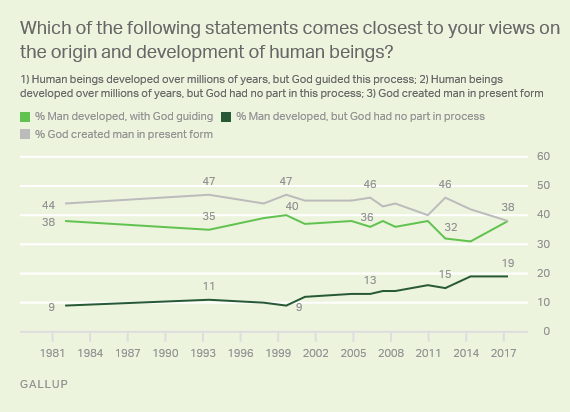 Which of the following statements comes closest to your views on
the origin and development of human beings?
1) Human beings developed over millions of years, but God guided this process; 2) Human beings
developed over millions of years, but God had no part in this process; 3) God created man in present form
% Man developed, with God guiding % Man developed, but God had no part in process
% God created man in present form
60
50
40
30
20
10
0
44 47 47 46 46 38
38 35 40 36 32
9 11 9 13 15 19
1981 1984 1987 1990 1993 1996 1999 2002 2005 2008 2011 2014 2017
GALLUP